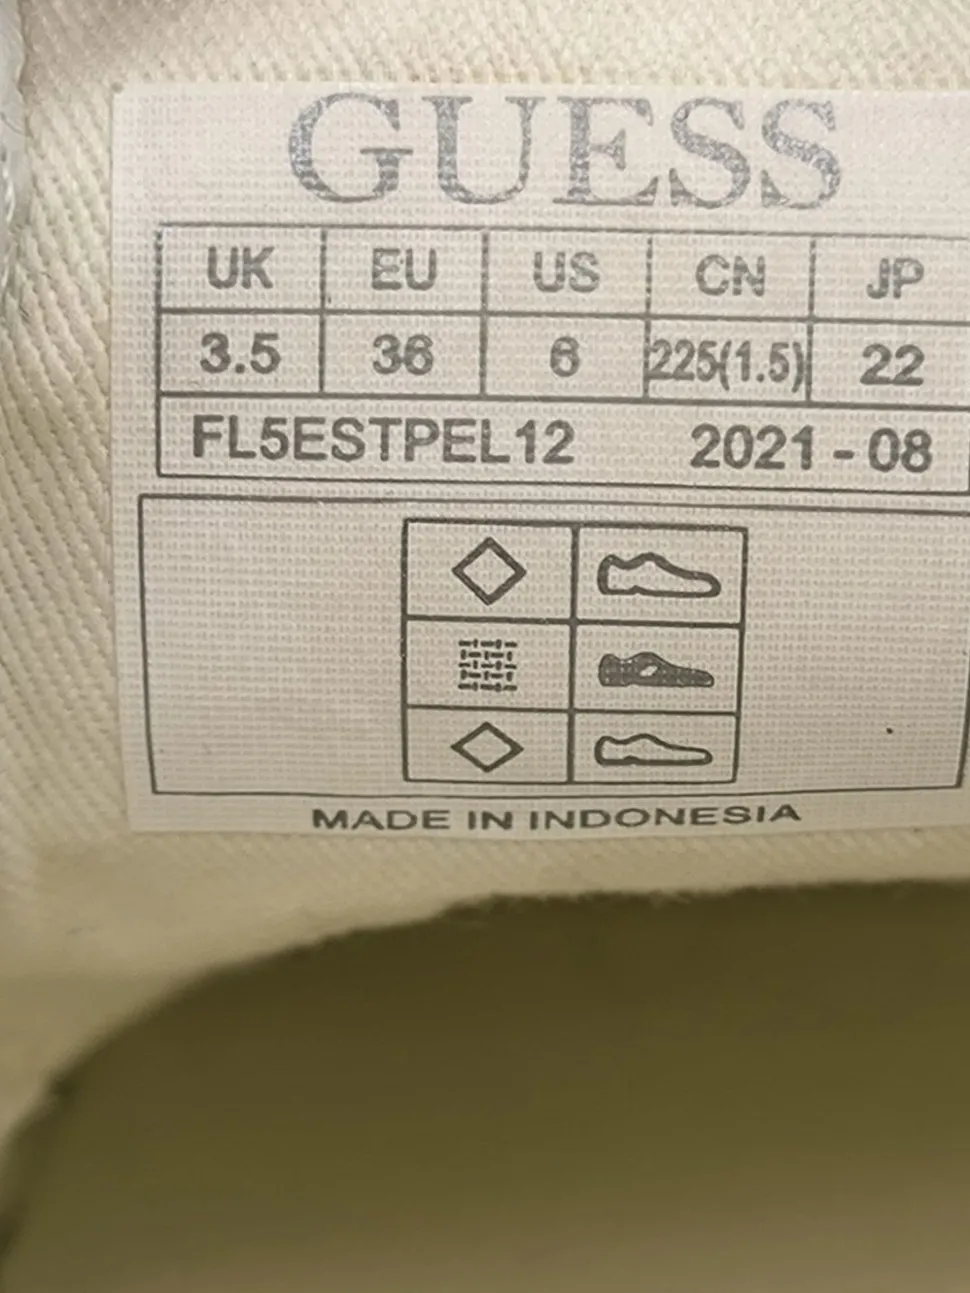 GUESS
UK EU US CN JP
3.5 36 6 225(1.5) 22
FL5ESTPEL12 2021 - 08
MADE IN INDONESIA